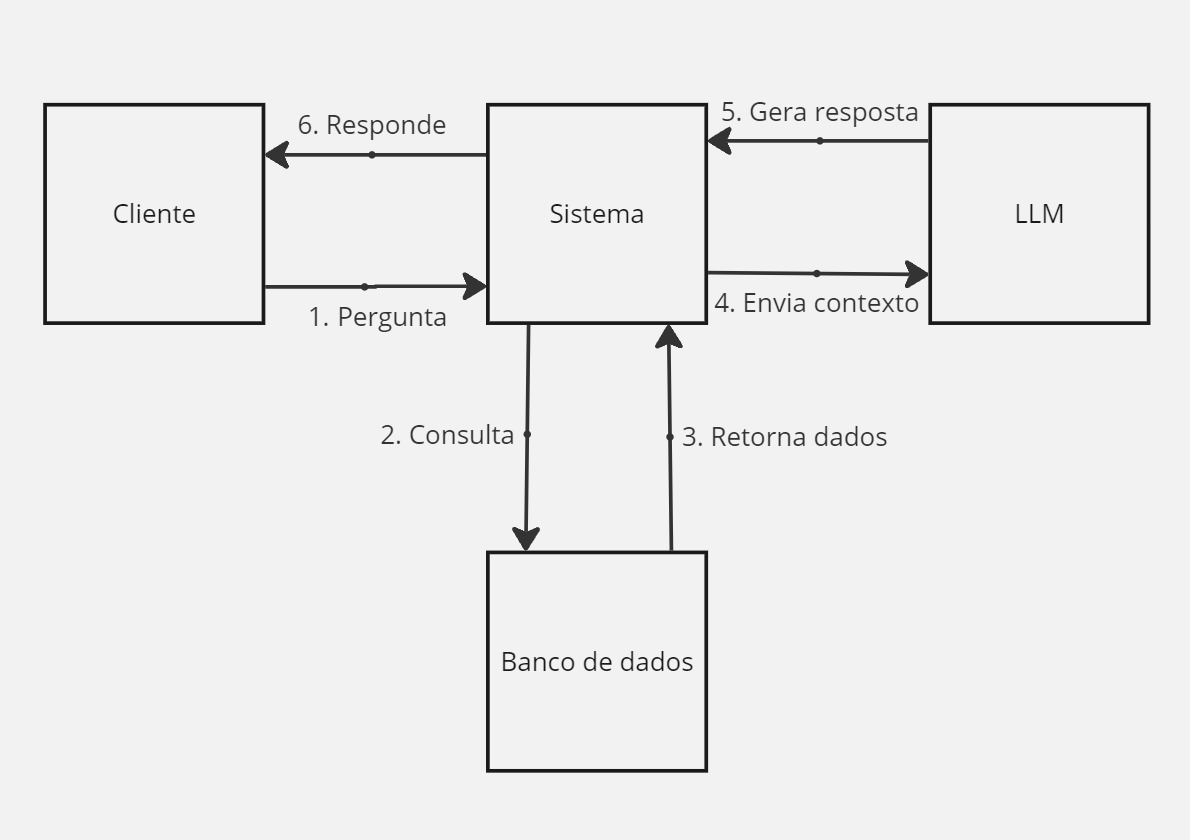 6. Responde
5. Gera resposta
Cliente
Sistema
LLM
1. Pergunta
4. Envia contexto
2. Consulta
3. Retorna dados
Banco de dados